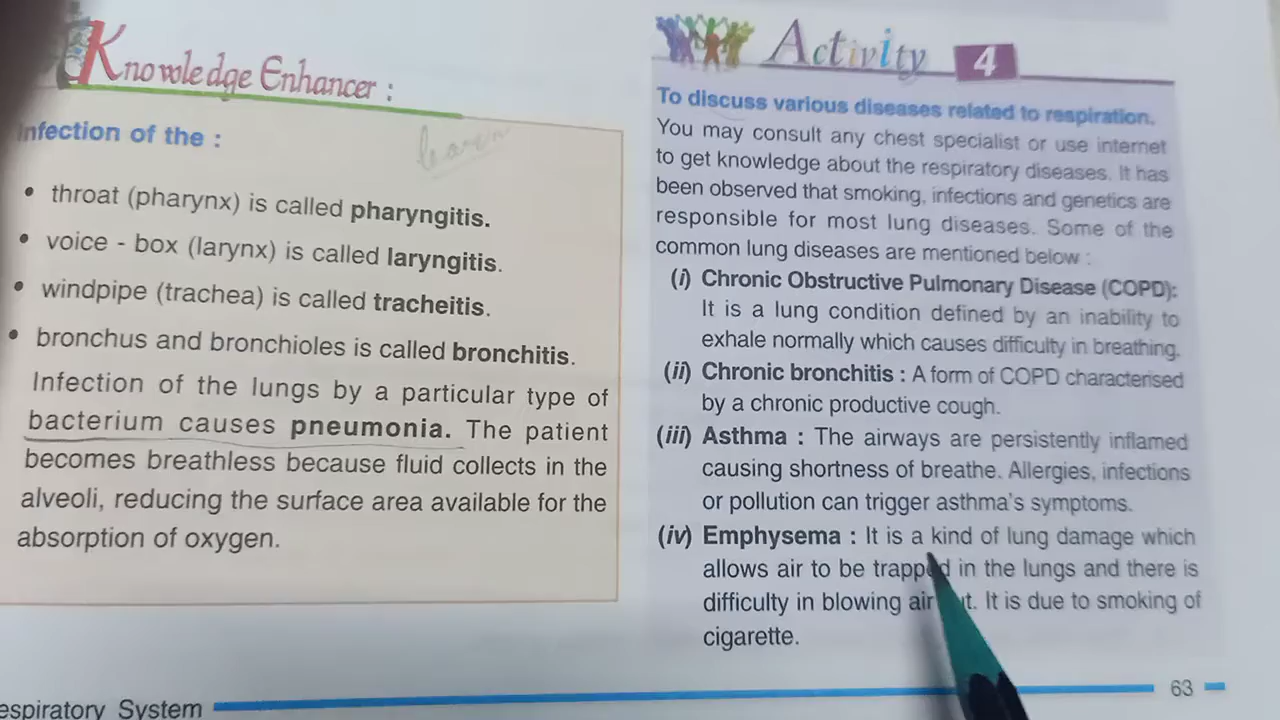 Knowledge Enhancer :
Infection of the :
learn
• throat (pharynx) is called pharyngitis.
• voice - box (larynx) is called laryngitis.
• windpipe (trachea) is called tracheitis.
• bronchus and bronchioles is called bronchitis.
Infection of the lungs by a particular type of
bacterium causes pneumonia. The patient
becomes breathless because fluid collects in the
alveoli, reducing the surface area available for the
absorption of oxygen.
Activity 4
To discuss various diseases related to respiration.
You may consult any chest specialist or use internet
to get knowledge about the respiratory diseases. It has
been observed that smoking, infections and genetics are
responsible for most lung diseases. Some of the
common lung diseases are mentioned below :
(i) Chronic Obstructive Pulmonary Disease (COPD):
It is a lung condition defined by an inability to
exhale normally which causes difficulty in breathing.
(ii) Chronic bronchitis : A form of COPD characterised
by a chronic productive cough.
(iii) Asthma : The airways are persistently inflamed
causing shortness of breathe. Allergies, infections
or pollution can trigger asthma's symptoms.
(iv) Emphysema : It is a kind of lung damage which
allows air to be trapped in the lungs and there is
difficulty in blowing air It is due to smoking of
cigarette.
espiratory System
63